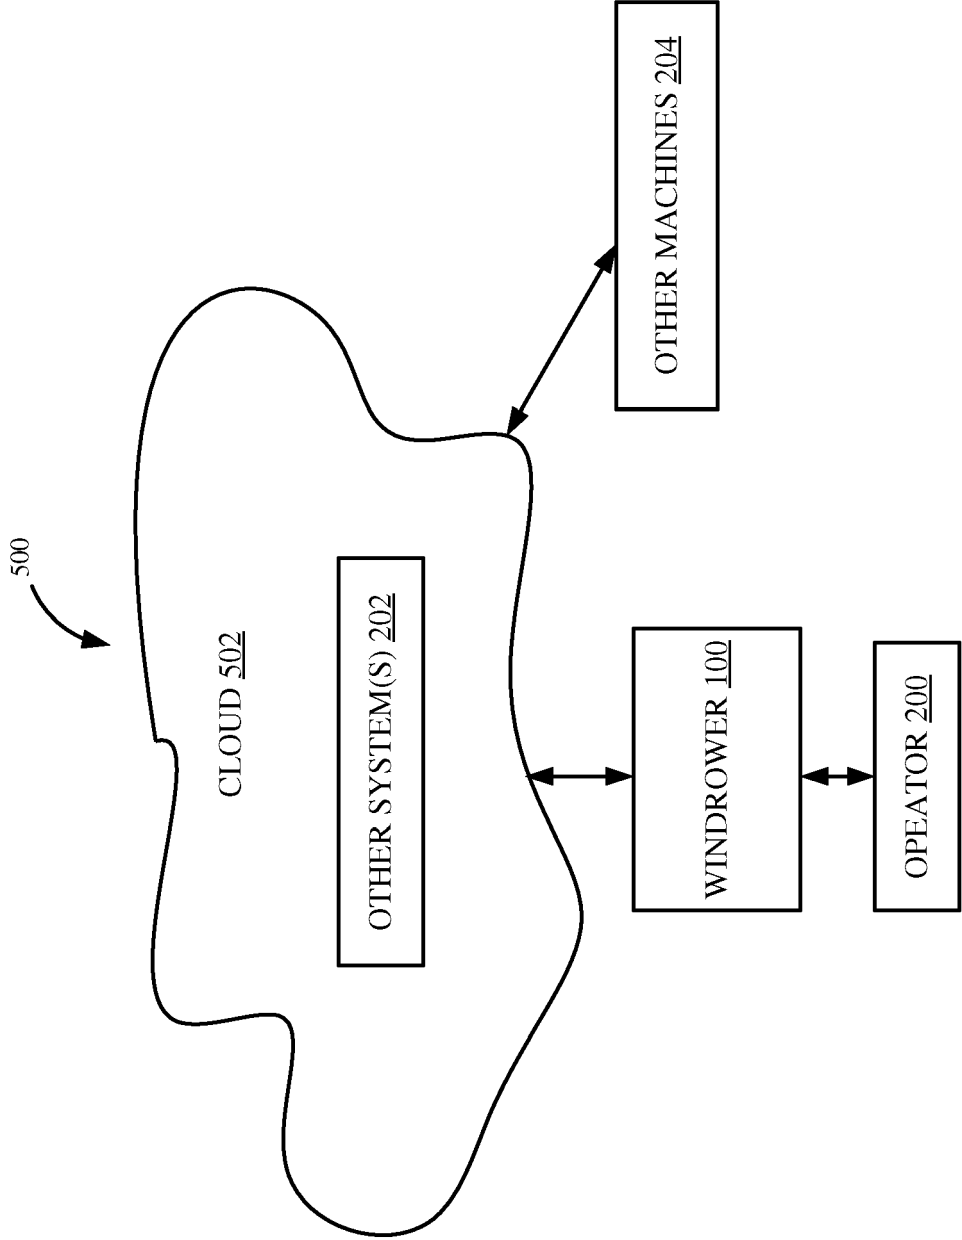 500
CLOUD 502
OTHER SYSTEM(S) 202
OTHER MACHINES 204
WINDROWER 100
OPEATOR 200